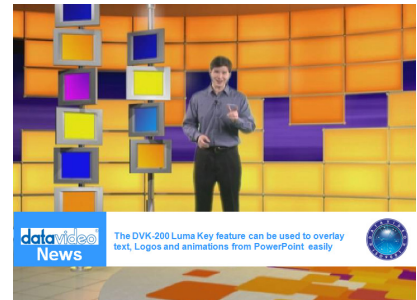 datavideo
News
The DVK-200 Luma Key feature can be used to overlay
text, Logos and animations from PowerPoint easily